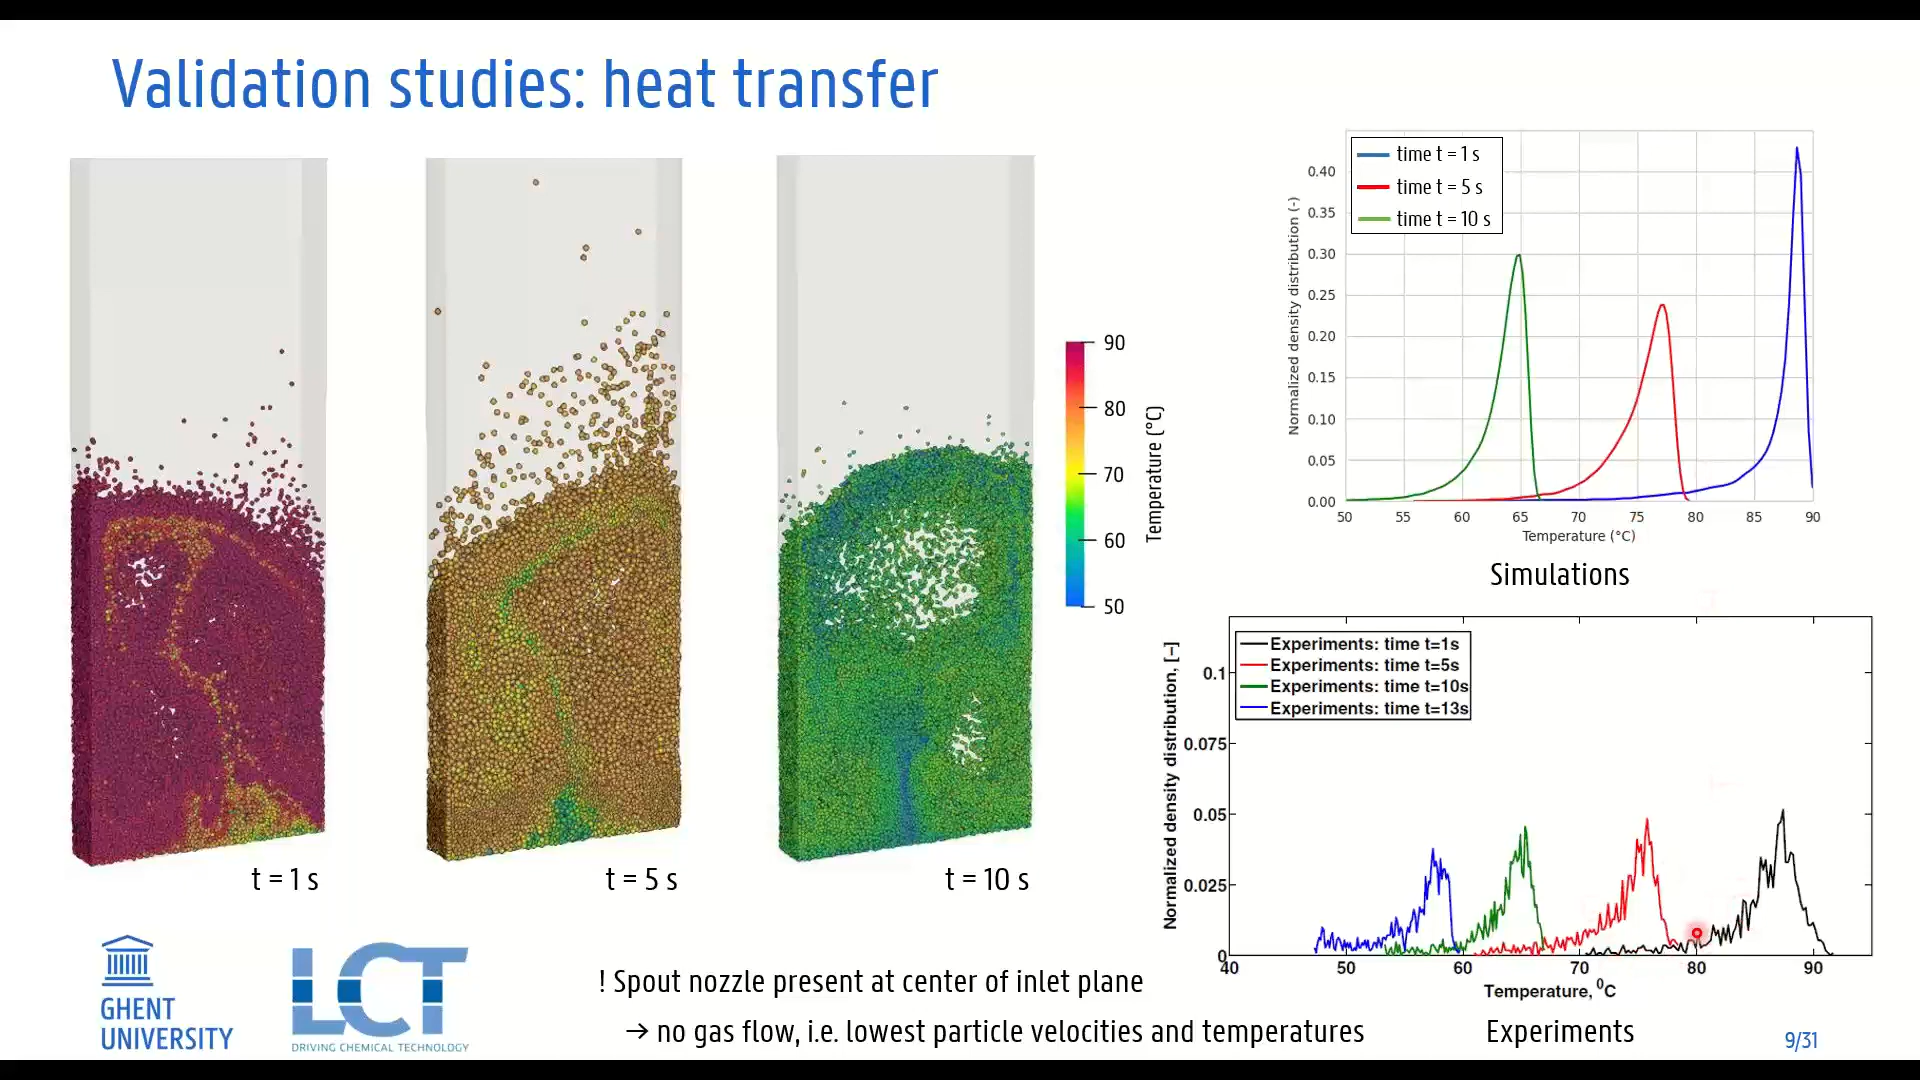 Validation studies: heat transfer
t = 1 s
t = 5 s
t = 10 s
90
80
70
60
50
Temperature (°C)
time t = 1 s
time t = 5 s
time t = 10 s
Normalized density distribution (-)
0.40
0.35
0.30
0.25
0.20
0.15
0.10
0.05
0.00
50 55 60 65 70 75 80 85 90
Temperature (°C)
Simulations
Experiments: time t=1s
Experiments: time t=5s
Experiments: time t=10s
Experiments: time t=13s
Normalized density distribution, [–]
0.1
0.075
0.05
0.025
0
40 50 60 70 80 90
Temperature, ⁰C
Experiments
! Spout nozzle present at center of inlet plane
→ no gas flow, i.e. lowest particle velocities and temperatures
GHENT
UNIVERSITY
LCT
DRIVING CHEMICAL TECHNOLOGY
9/31